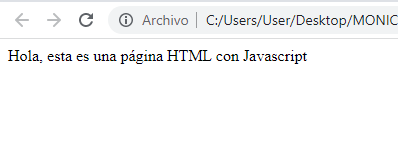 Archivo | C:/Users/User/Desktop/MONIC
Hola, esta es una página HTML con Javascript